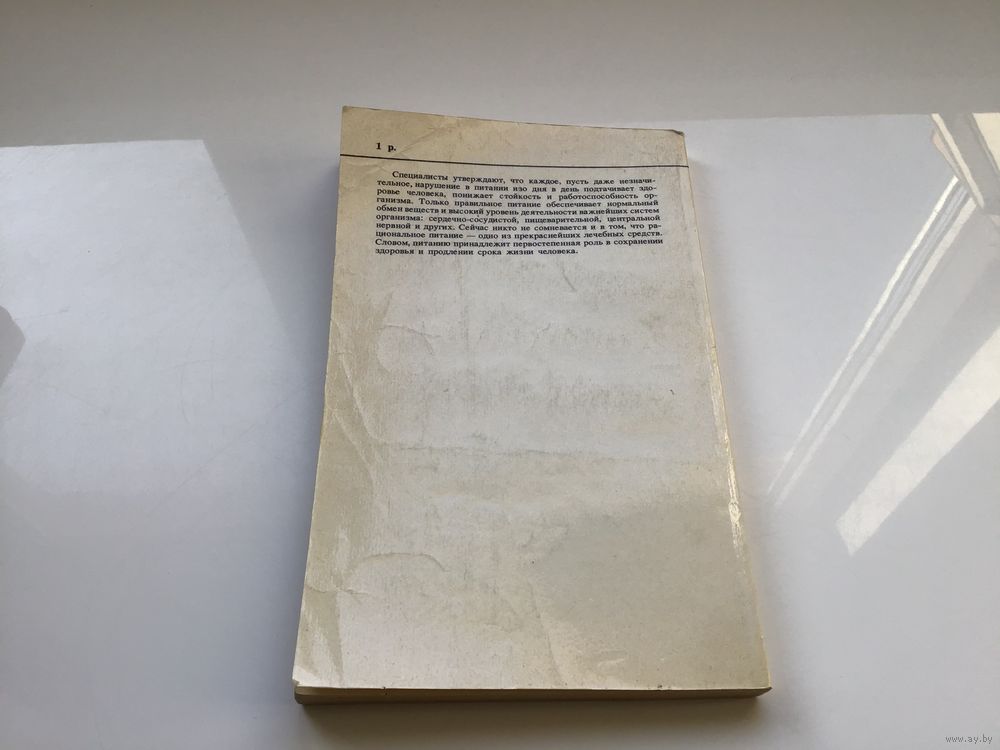 1 р.
Специалисты утверждают, что каждое, пусть даже незначи-
тельное, нарушение в питании изо дня в день подтачивает здо-
ровье человека, понижает стойкость и работоспособность ор-
ганизма. Только правильное питание обеспечивает нормальный
обмен веществ и высокий уровень деятельности важнейших систем
организма: сердечно-сосудистой, пищеварительной, центральной
нервной и других. Сейчас никто не сомневается и в том, что ра-
циональное питание — одно из прекраснейших лечебных средств.
Словом, питанию принадлежит первостепенная роль в сохранении
здоровья и продлении срока жизни человека.
www.ay.by